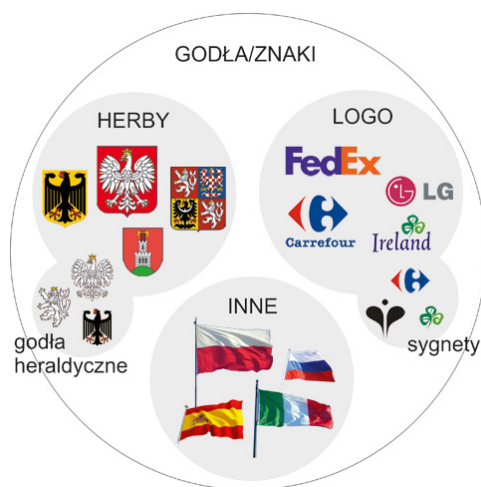 GODŁA/ZNAKI
HERBY
LOGO
FedEx
LG
Carrefour
Ireland
INNE
godła
heraldyczne
sygnety